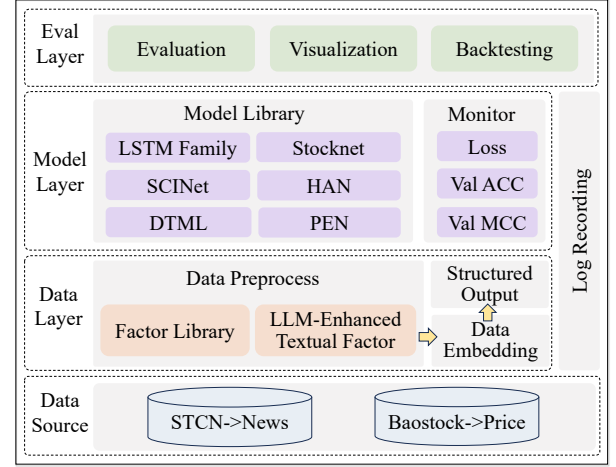 Eval
Layer
Evaluation
Visualization
Backtesting
Model
Layer
Model Library
LSTM Family
Stocknet
SCINet
HAN
DTML
PEN
Monitor
Loss
Val ACC
Val MCC
Log Recording
Data
Layer
Data Preprocess
Factor Library
LLM-Enhanced
Textual Factor
Structured
Output
Data
Embedding
Data
Source
STCN->News
Baostock->Price